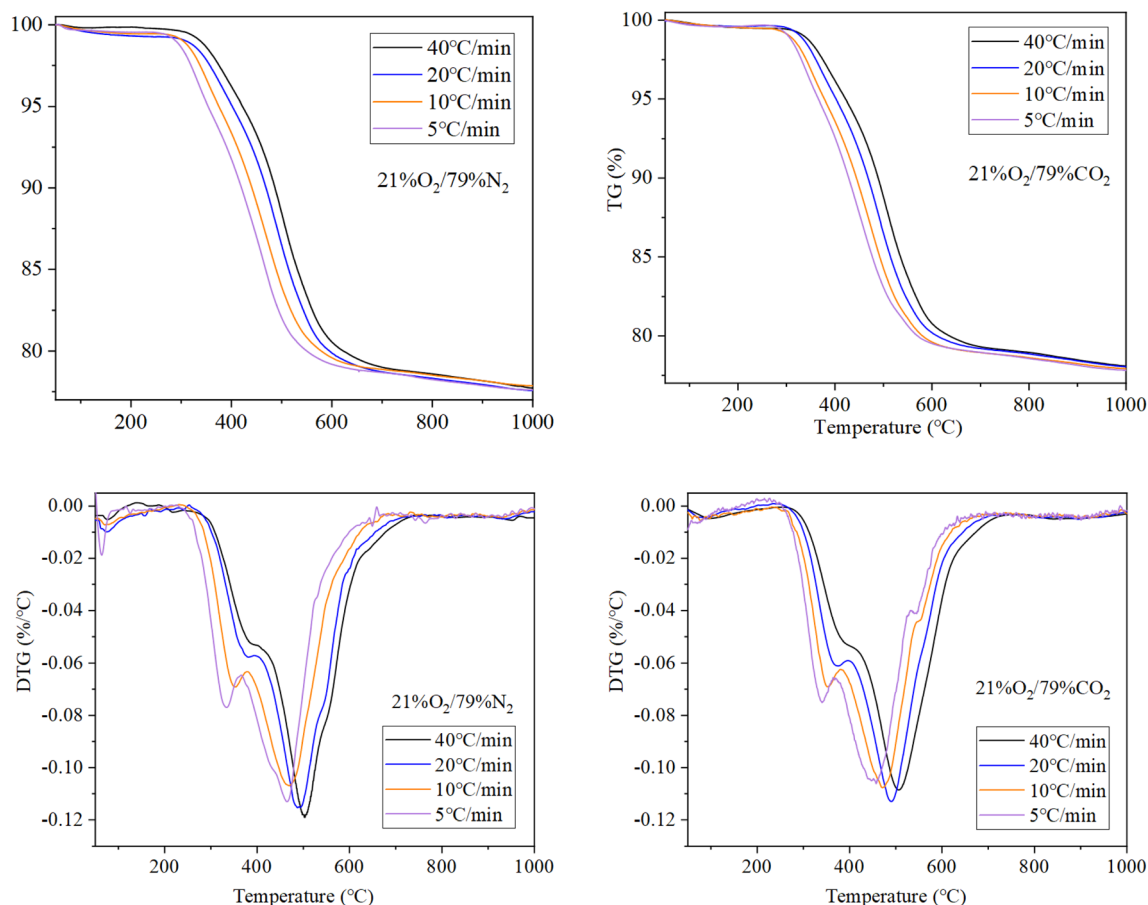 100
95
90
85
80
200
400
600
800
1000
40℃/min
20℃/min
10℃/min
5℃/min
21%O₂/79%N₂
TG (%)
100
95
90
85
80
200
400
600
800
1000
Temperature (℃)
40℃/min
20℃/min
10℃/min
5℃/min
21%O₂/79%CO₂
DTG (%/℃)
0.00
-0.02
-0.04
-0.06
-0.08
-0.10
-0.12
200
400
600
800
1000
Temperature (℃)
21%O₂/79%N₂
40℃/min
20℃/min
10℃/min
5℃/min
DTG (%/℃)
0.00
-0.02
-0.04
-0.06
-0.08
-0.10
-0.12
200
400
600
800
1000
Temperature (℃)
21%O₂/79%CO₂
40℃/min
20℃/min
10℃/min
5℃/min